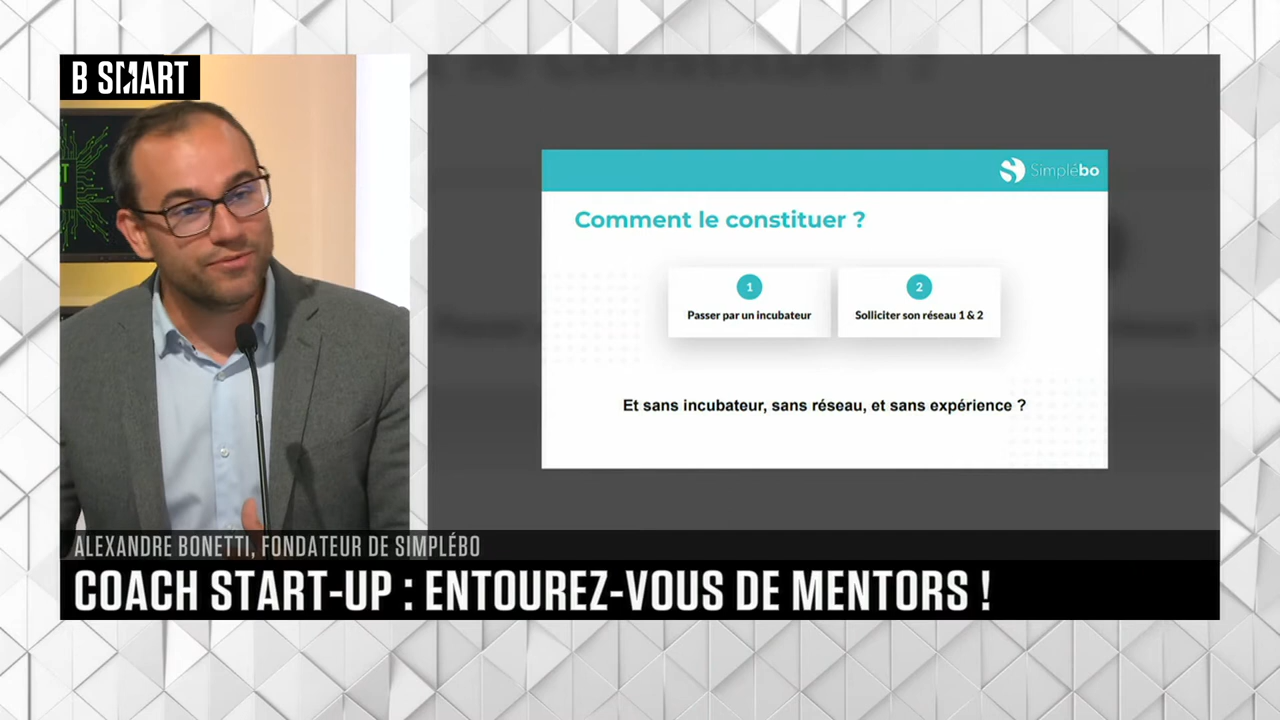 B SMART
Simplébo
Comment le constituer ?
1
Passer par un incubateur
2
Solliciter son réseau 1 & 2
Et sans incubateur, sans réseau, et sans expérience ?
ALEXANDRE BONETTI, FONDATEUR DE SIMPLÉBO
COACH START-UP : ENTOUREZ-VOUS DE MENTORS !